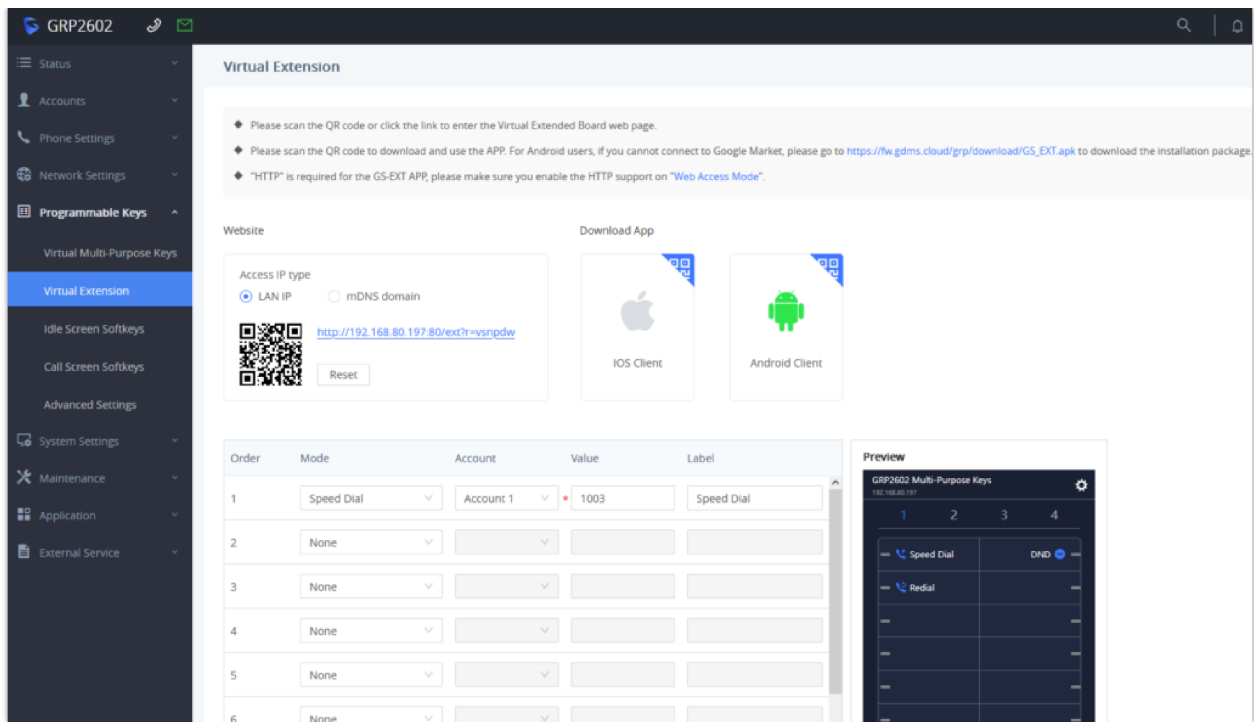 GRP2602
Status
Accounts
Phone Settings
Network Settings
Programmable Keys
Virtual Multi-Purpose Keys
Virtual Extension
Idle Screen Softkeys
Call Screen Softkeys
Advanced Settings
System Settings
Maintenance
Application
External Service
Virtual Extension
Please scan the QR code or click the link to enter the Virtual Extended Board web page.
Please scan the QR code to download and use the APP. For Android users, if you cannot connect to Google Market, please go to https://fw.gdms.cloud/grp/download/GS_EXT.apk to download the installation package.
"HTTP" is required for the GS-EXT APP, please make sure you enable the HTTP support on "Web Access Mode".
Website
Access IP type
LAN IP mDNS domain
http://192.168.80.197:80/ext?r=vsnpdw
Reset
Download App
IOS Client
Android Client
Order Mode Account Value Label
1 Speed Dial Account 1 * 1003 Speed Dial
2 None
3 None
4 None
5 None
6 None
Preview
GRP2602 Multi-Purpose Keys
192.168.80.197
1 2 3 4
Speed Dial DND
Redial